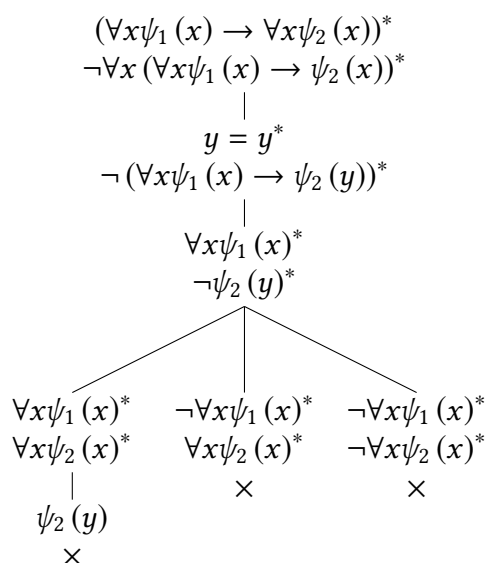 (∀xψ₁(x) → ∀xψ₂(x))*
¬∀x(∀xψ₁(x) → ψ₂(x))*
y = y*
¬(∀xψ₁(x) → ψ₂(y))*
∀xψ₁(x)*
¬ψ₂(y)*
∀xψ₁(x)* ¬∀xψ₁(x)* ¬∀xψ₁(x)*
∀xψ₂(x)* ∀xψ₂(x)* ¬∀xψ₂(x)*
× ×
ψ₂(y)
×